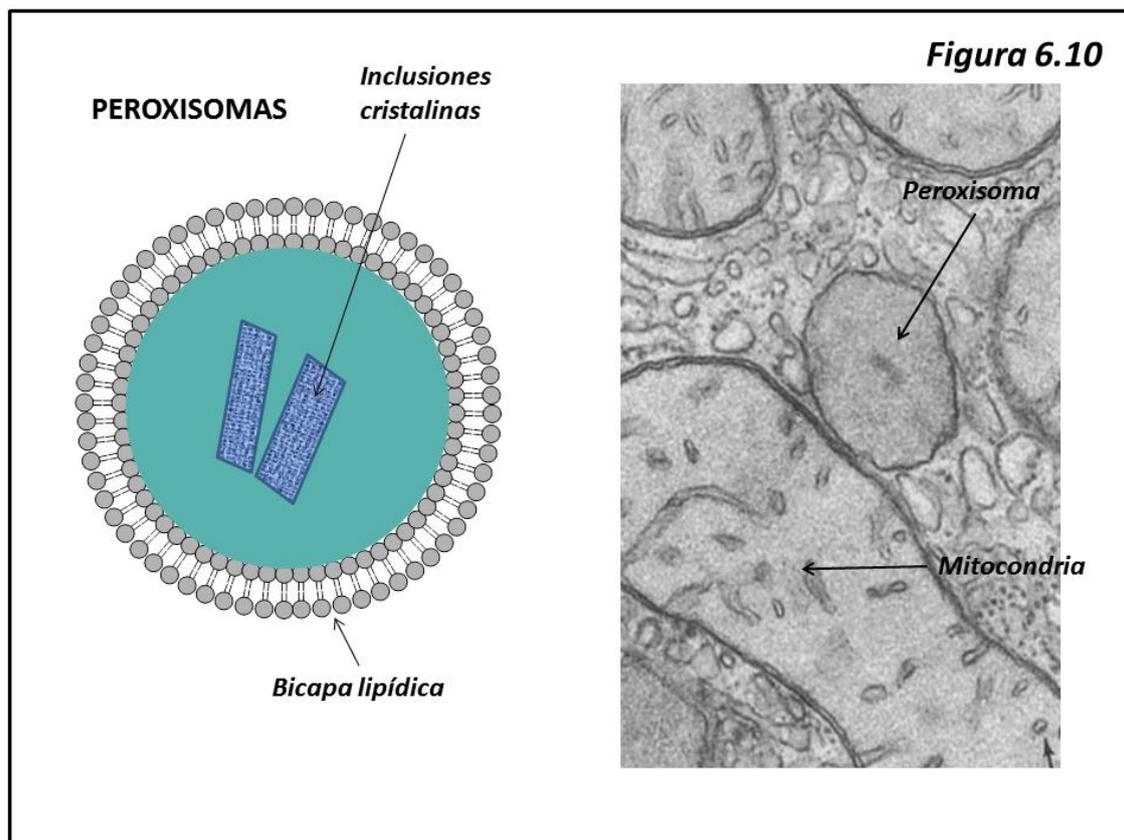 Figura 6.10
PEROXISOMAS
Inclusiones
cristalinas
Peroxisoma
Mitocondria
Bicapa lipídica